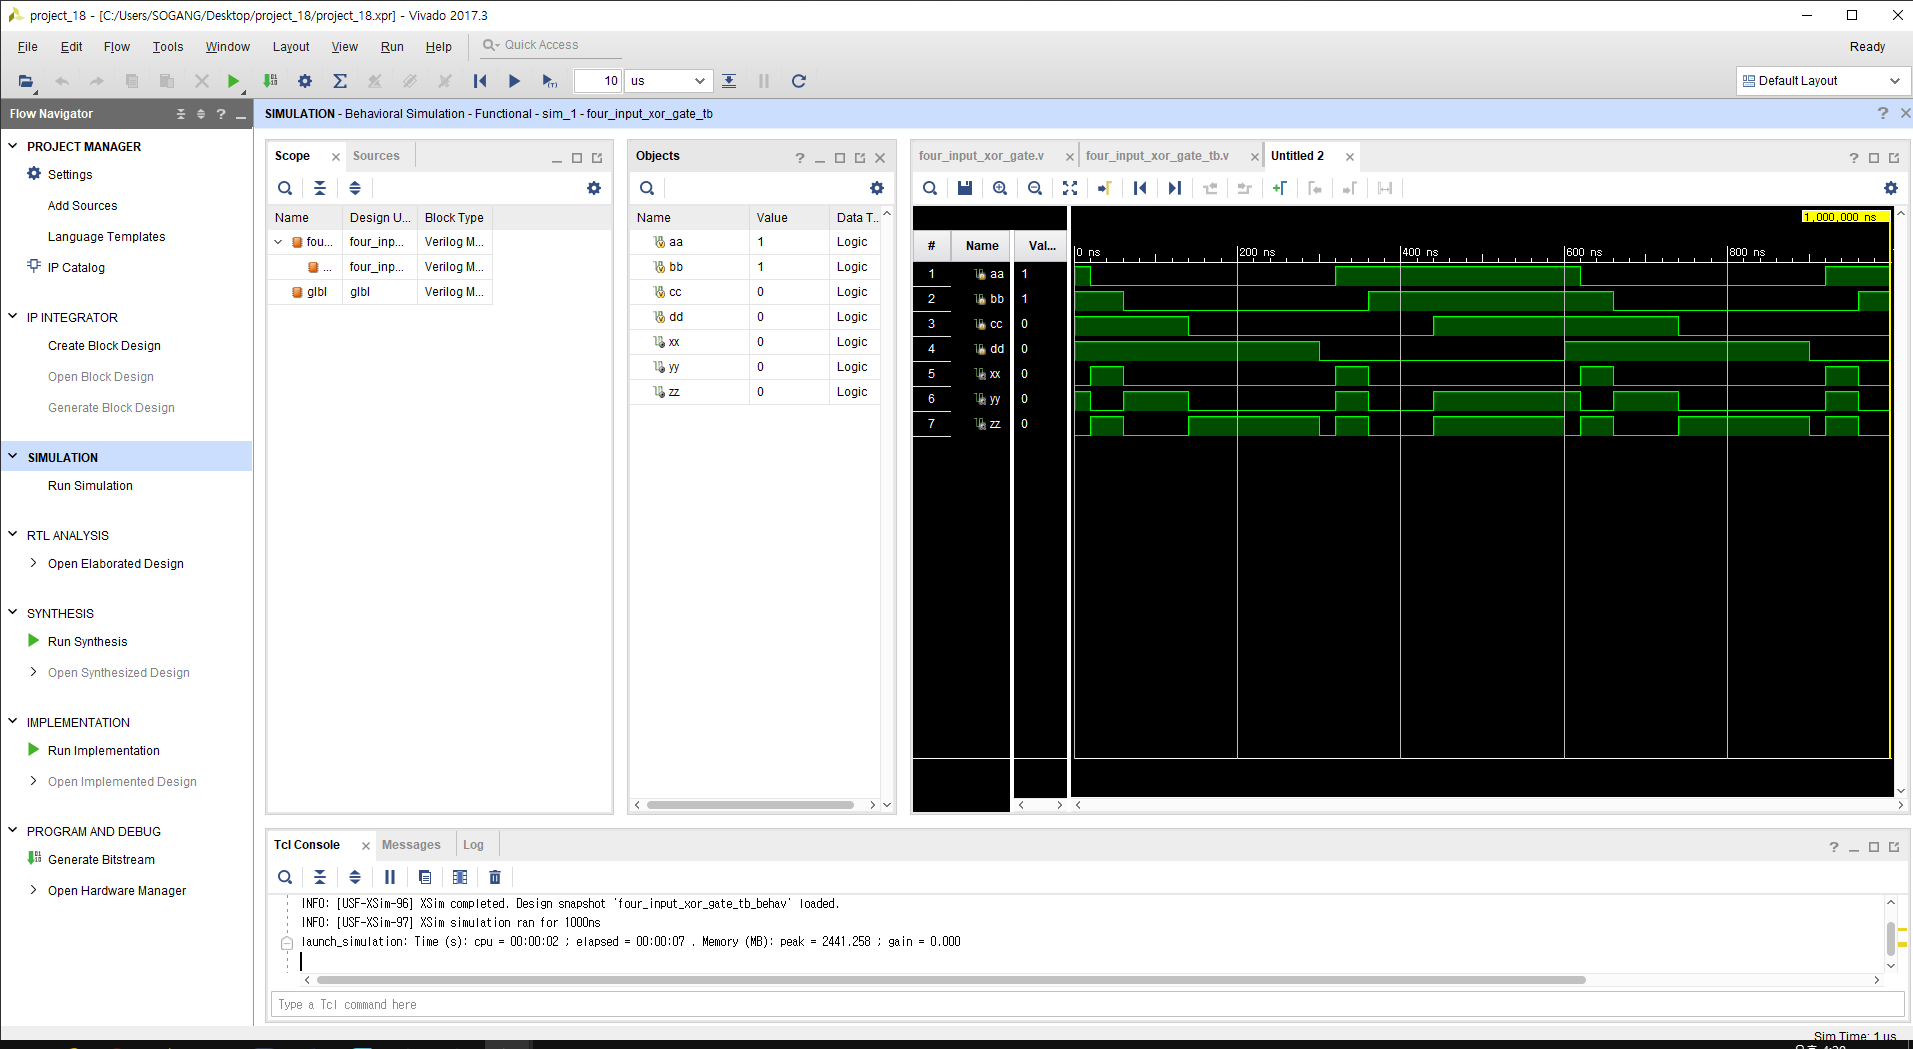 project_18 - [C:/Users/SOGANG/Desktop/project_18/project_18.xpr] - Vivado 2017.3
File Edit Flow Tools Window Layout View Run Help Quick Access Ready
10 us Default Layout
Flow Navigator
SIMULATION - Behavioral Simulation - Functional - sim_1 - four_input_xor_gate_tb
PROJECT MANAGER
Settings
Add Sources
Language Templates
IP Catalog
IP INTEGRATOR
Create Block Design
Open Block Design
Generate Block Design
SIMULATION
Run Simulation
RTL ANALYSIS
Open Elaborated Design
SYNTHESIS
Run Synthesis
Open Synthesized Design
IMPLEMENTATION
Run Implementation
Open Implemented Design
PROGRAM AND DEBUG
Generate Bitstream
Open Hardware Manager
Scope Sources
Name Design U... Block Type
fou... four_inp... Verilog M...
... four_inp... Verilog M...
glbl glbl Verilog M...
Objects
Name Value Data T...
aa 1 Logic
bb 1 Logic
cc 0 Logic
dd 0 Logic
xx 0 Logic
yy 0 Logic
zz 0 Logic
four_input_xor_gate.v four_input_xor_gate_tb.v Untitled 2
1,000,000 ns
# Name Val... 0 ns 200 ns 400 ns 600 ns 800 ns
1 aa 1
2 bb 1
3 cc 0
4 dd 0
5 xx 0
6 yy 0
7 zz 0
Tcl Console Messages Log
INFO: [USF-XSim-96] XSim completed. Design snapshot 'four_input_xor_gate_tb_behav' loaded.
INFO: [USF-XSim-97] XSim simulation ran for 1000ns
launch_simulation: Time (s): cpu = 00:00:02 ; elapsed = 00:00:07 . Memory (MB): peak = 2441.258 ; gain = 0.000
Type a Tcl command here
Sim Time: 1 us